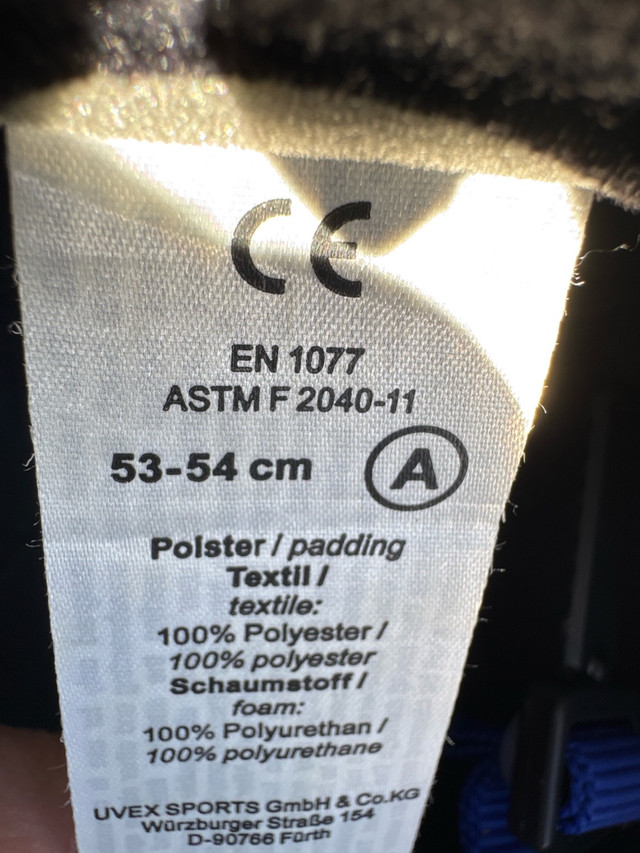 CE
EN 1077
ASTM F 2040-11
53-54 cm A
Polster / padding
Textil /
textile:
100% Polyester /
100% polyester
Schaumstoff /
foam:
100% Polyurethan /
100% polyurethane
UVEX SPORTS GmbH & Co.KG
Würzburger Straße 154
D-90766 Fürth